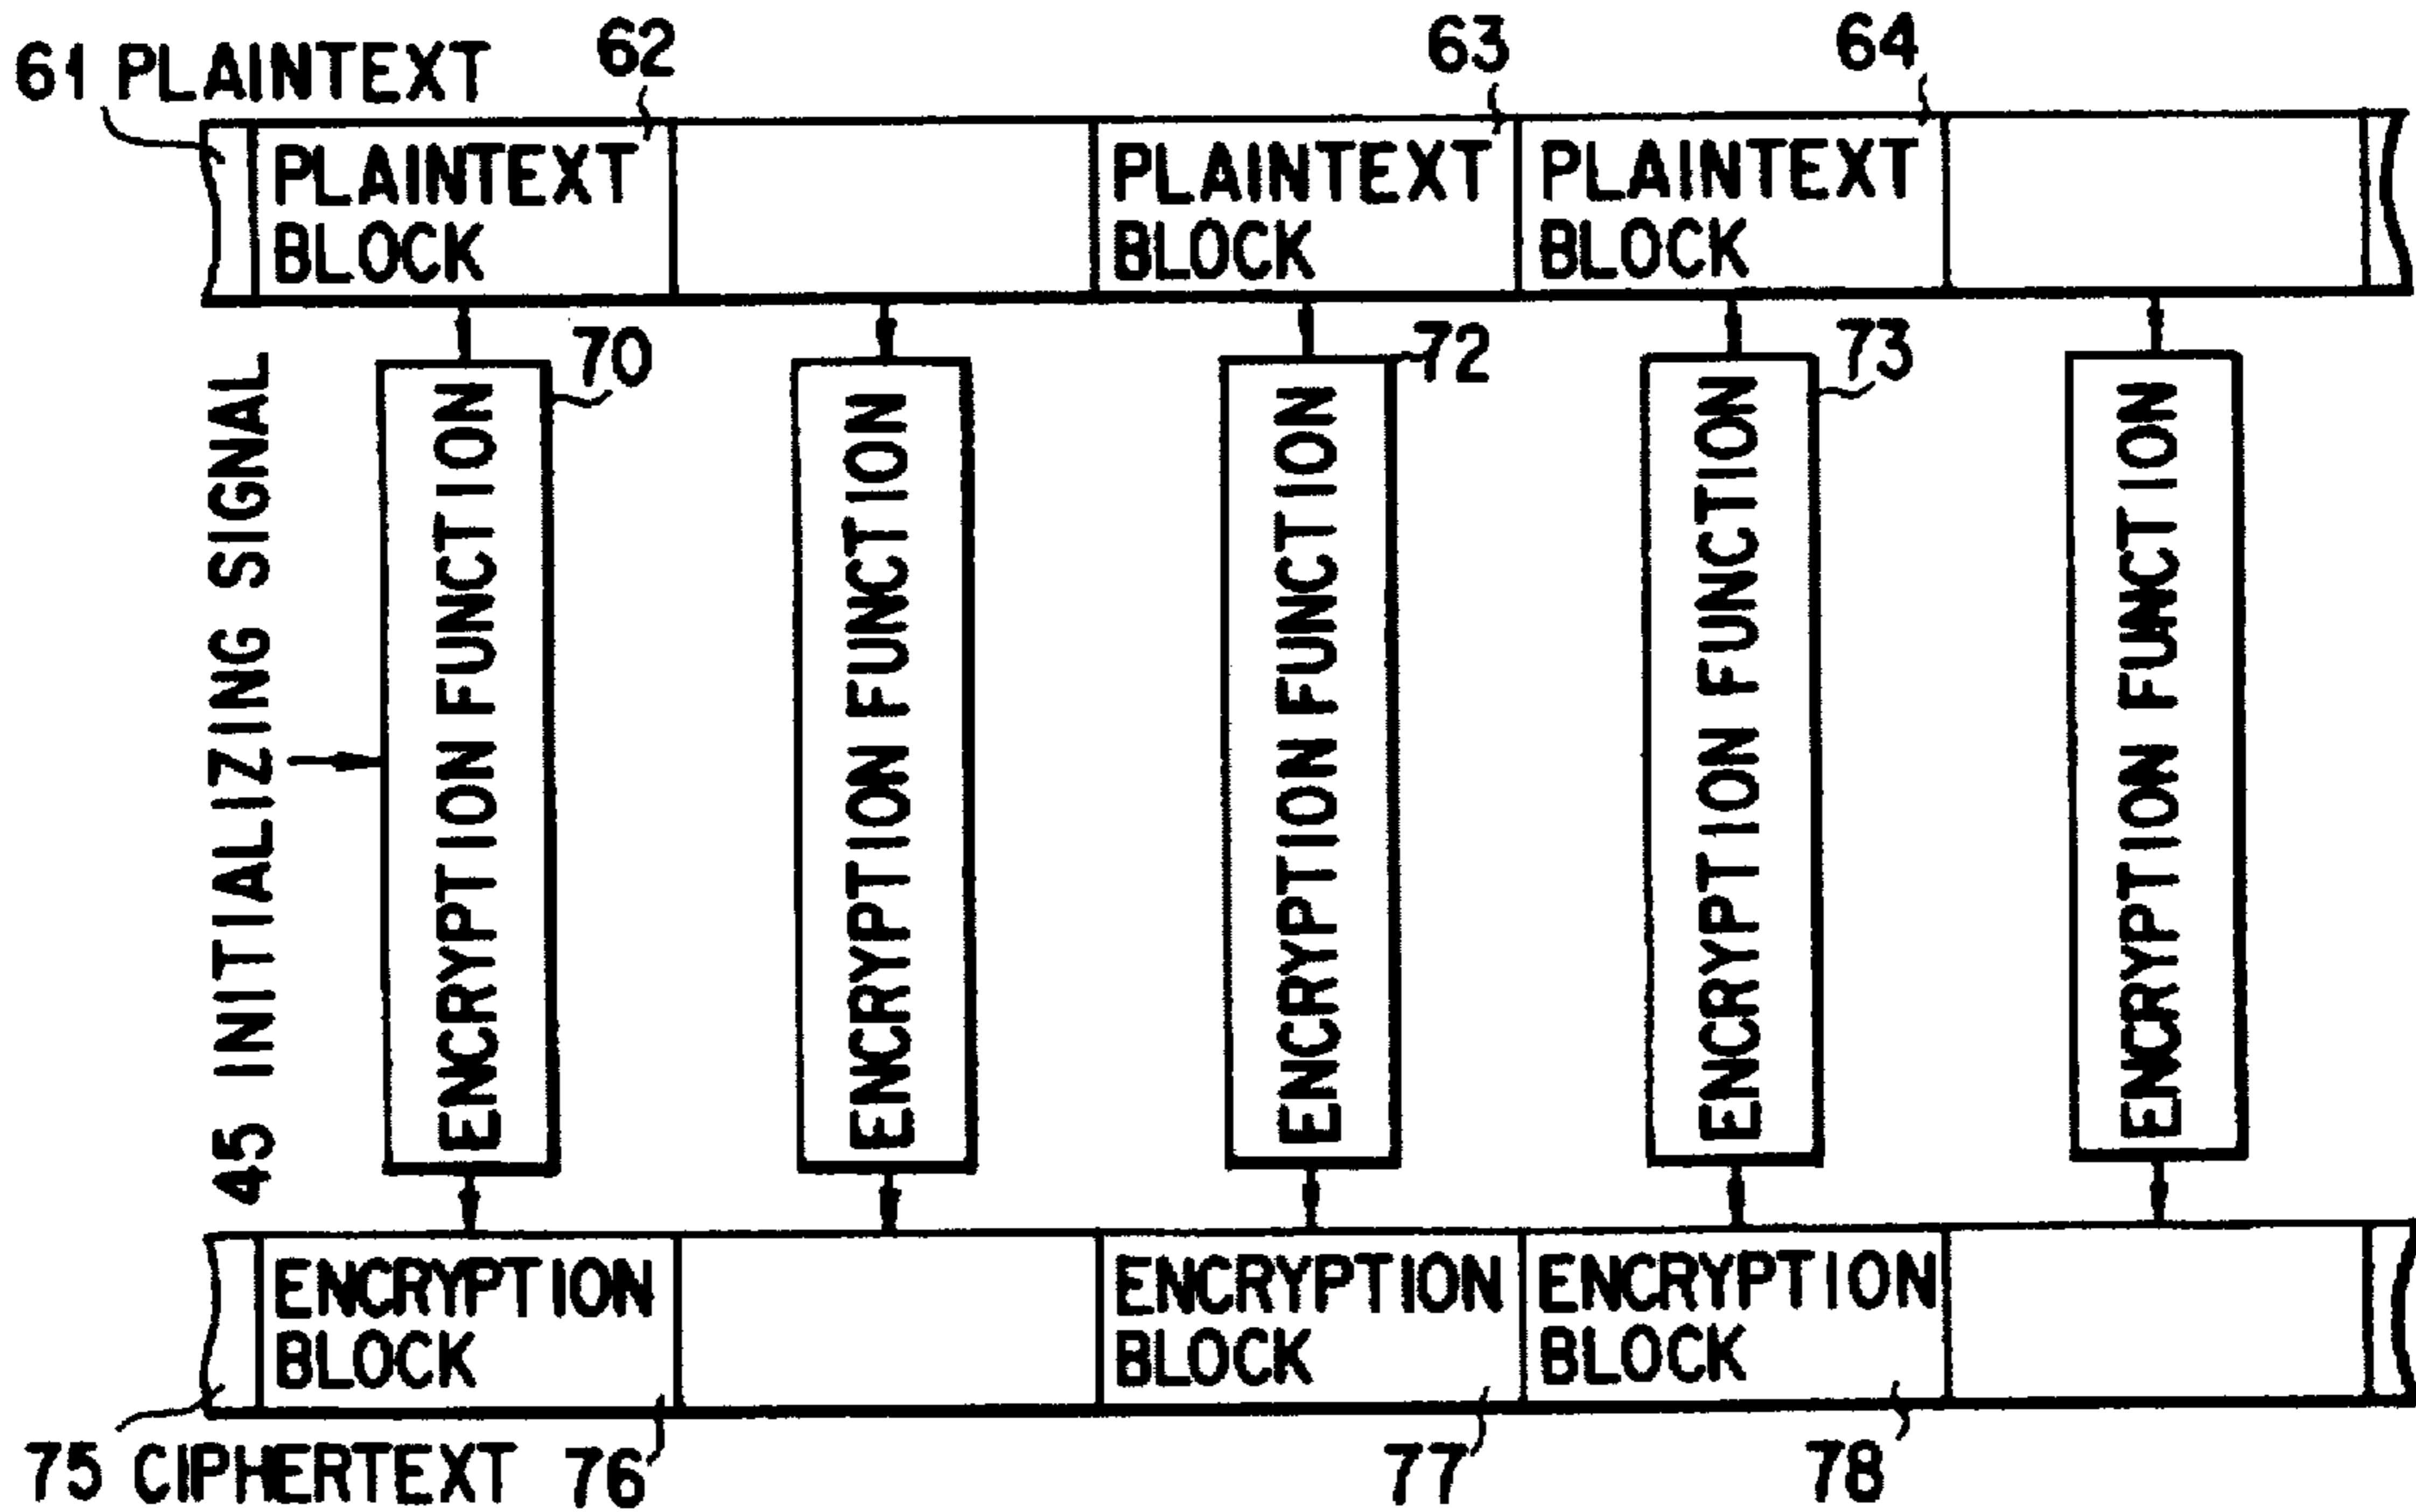 61 PLAINTEXT
62
63
64
PLAINTEXT
BLOCK
PLAINTEXT
BLOCK
PLAINTEXT
BLOCK
45 INITIALIZING SIGNAL
70
ENCRYPTION FUNCTION
ENCRYPTION FUNCTION
72
ENCRYPTION FUNCTION
73
ENCRYPTION FUNCTION
ENCRYPTION FUNCTION
ENCRYPTION
BLOCK
ENCRYPTION
BLOCK
ENCRYPTION
BLOCK
75 CIPHERTEXT
76
77
78